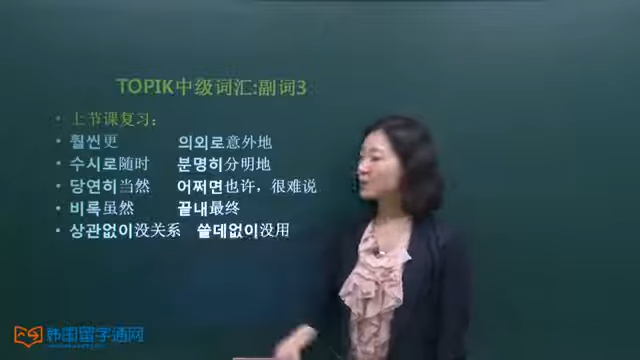 TOPIK中级词汇:副词3
• 上节课复习:
• 훨씬更 의외로意外地
• 수시로随时 분명히分明地
• 당연히当然 어쩌면也许，很难说
• 비록虽然 끝내最终
• 상관없이没关系 쓸데없이没用
韩国留学通网